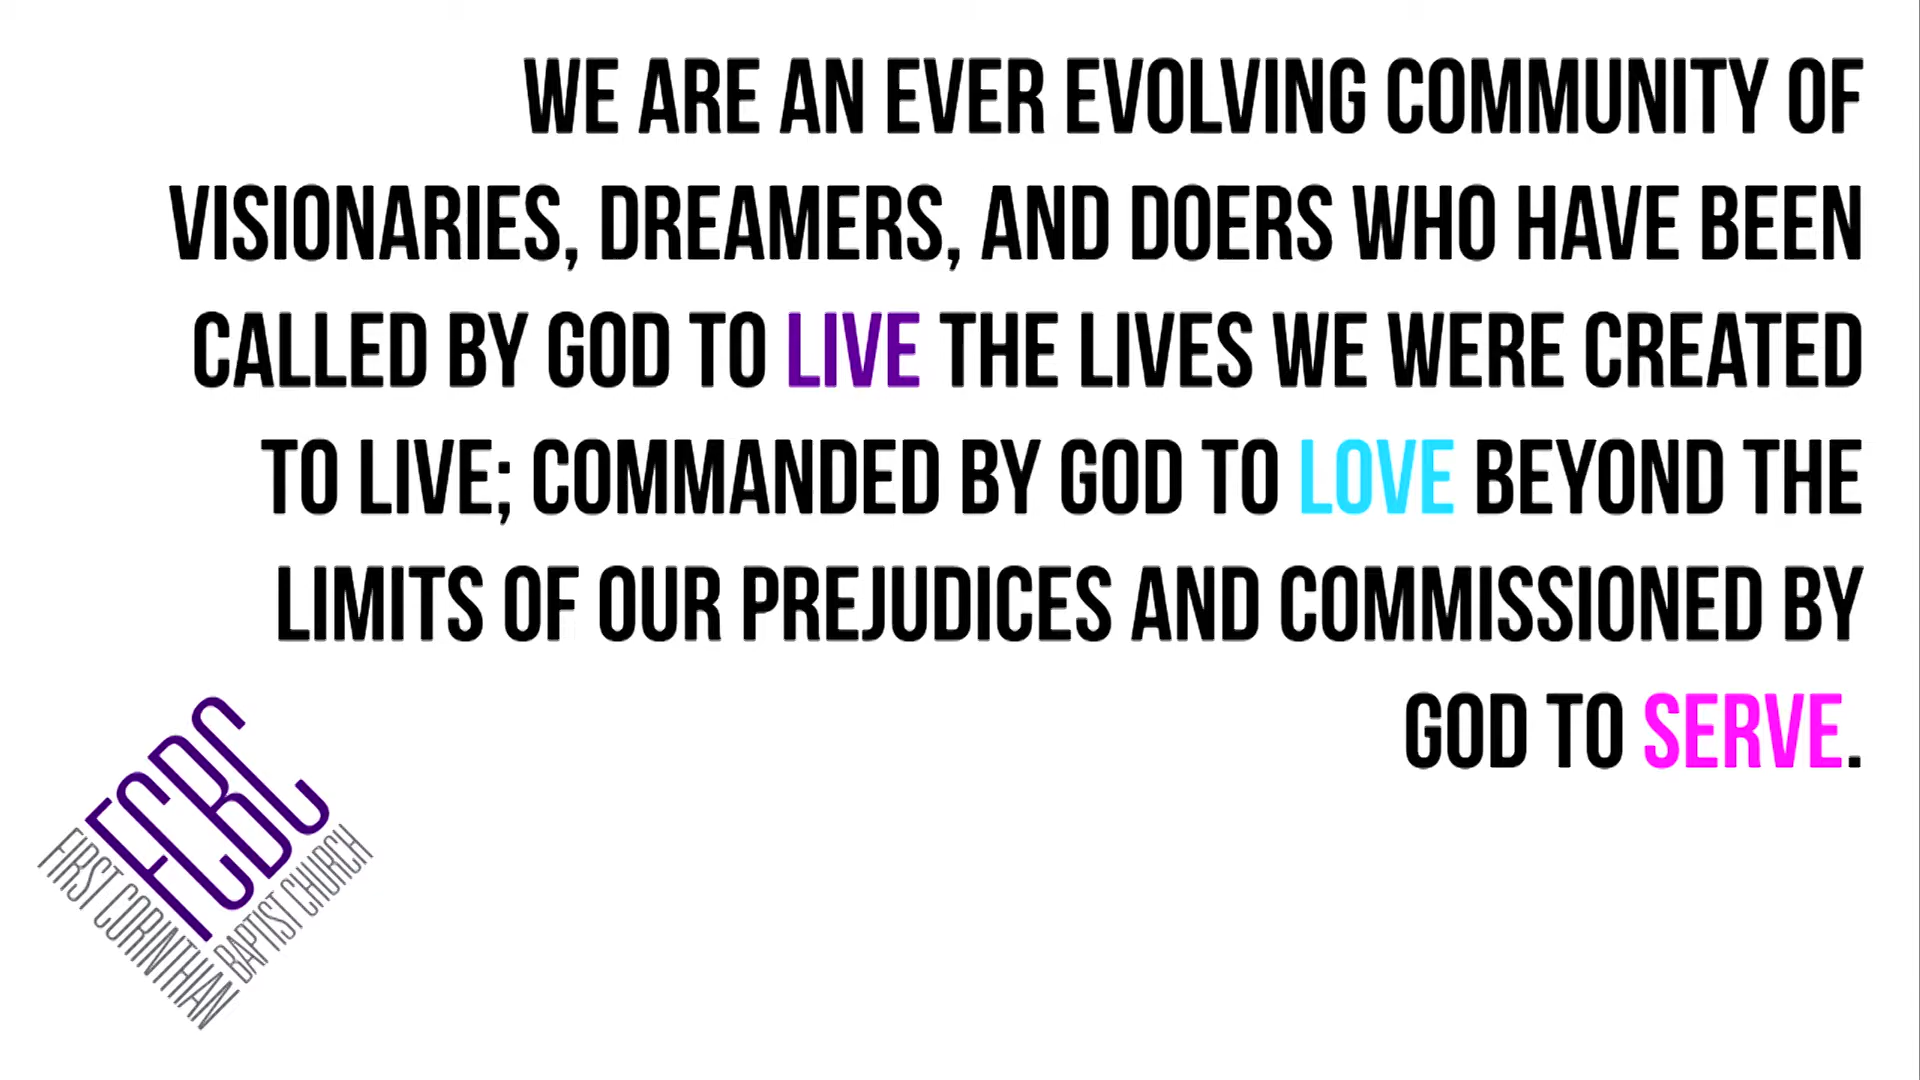 WE ARE AN EVER EVOLVING COMMUNITY OF
VISIONARIES, DREAMERS, AND DOERS WHO HAVE BEEN
CALLED BY GOD TO LIVE THE LIVES WE WERE CREATED
TO LIVE; COMMANDED BY GOD TO LOVE BEYOND THE
LIMITS OF OUR PREJUDICES AND COMMISSIONED BY
GOD TO SERVE.
FCBC
FIRST CORINTHIAN
BAPTIST CHURCH